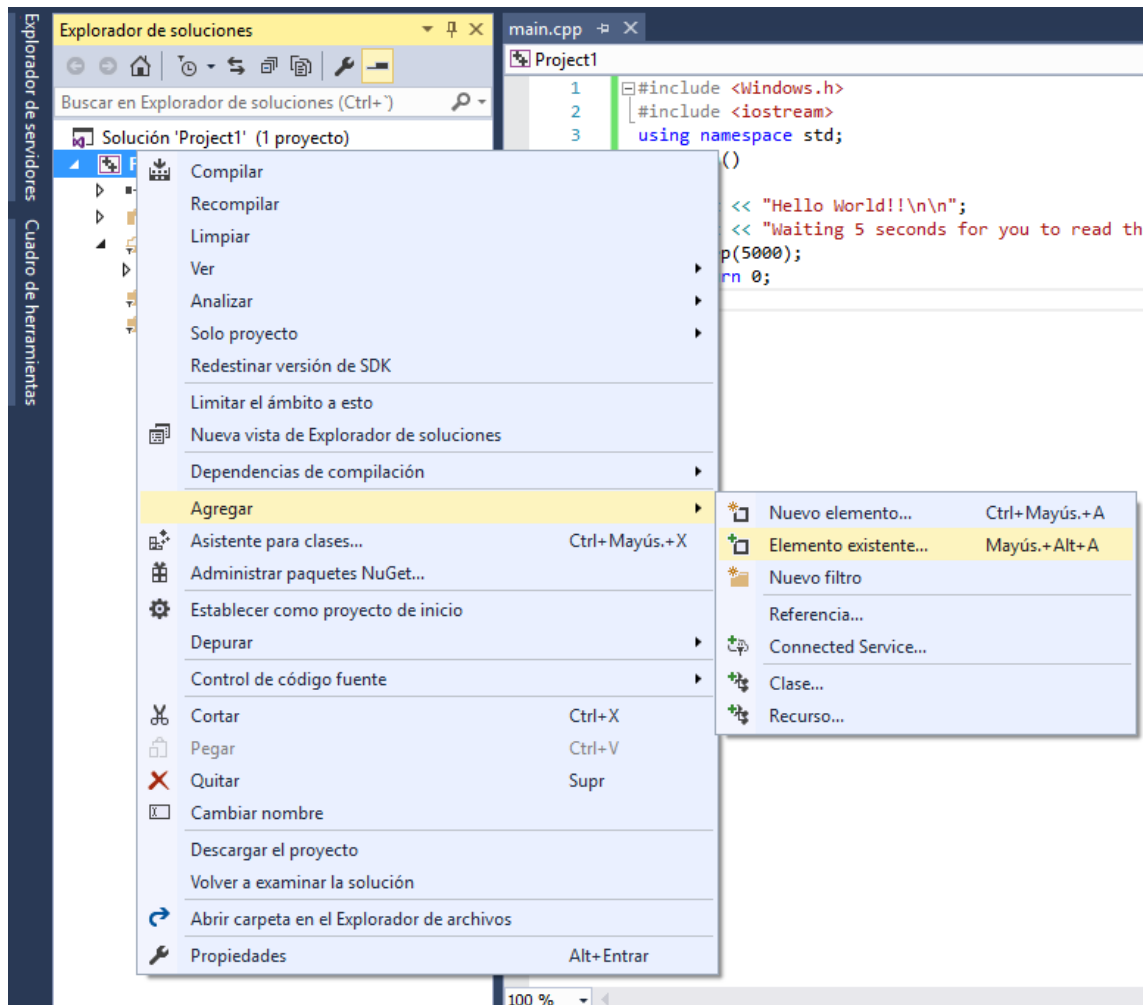 Explorador de servidores
Cuadro de herramientas
Explorador de soluciones
Buscar en Explorador de soluciones (Ctrl+¨)
Solución 'Project1' (1 proyecto)
Compilar
Recompilar
Limpiar
Ver
Analizar
Solo proyecto
Redestinar versión de SDK
Limitar el ámbito a esto
Nueva vista de Explorador de soluciones
Dependencias de compilación
Agregar
Asistente para clases... Ctrl+Mayús.+X
Administrar paquetes NuGet...
Establecer como proyecto de inicio
Depurar
Control de código fuente
Cortar Ctrl+X
Pegar Ctrl+V
Quitar Supr
Cambiar nombre
Descargar el proyecto
Volver a examinar la solución
Abrir carpeta en el Explorador de archivos
Propiedades Alt+Entrar
Nuevo elemento... Ctrl+Mayús.+A
Elemento existente... Mayús.+Alt+A
Nuevo filtro
Referencia...
Connected Service...
Clase...
Recurso...
main.cpp
Project1
1 #include <Windows.h>
2 #include <iostream>
3 using namespace std;
()
<< "Hello World!!\n\n";
<< "Waiting 5 seconds for you to read th
p(5000);
rn 0;
100 %